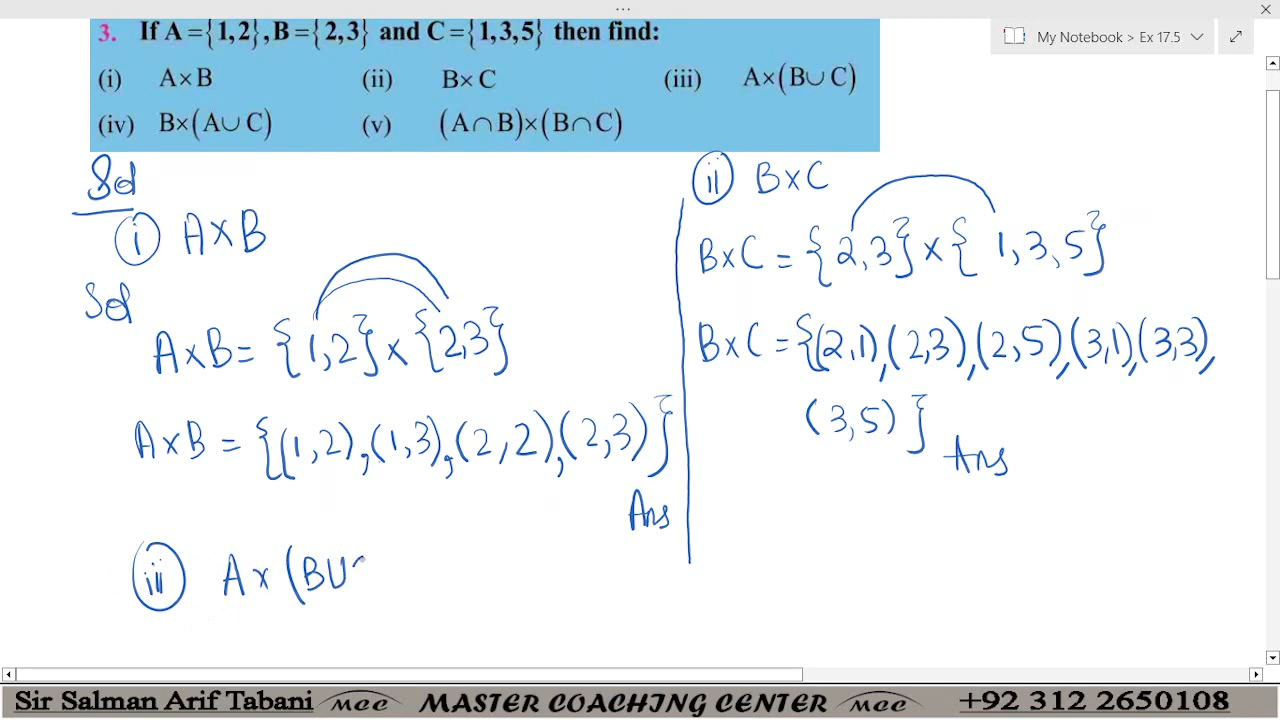 ...
My Notebook > Ex 17.5
3. If A = {1,2}, B = {2,3} and C = {1,3,5} then find:
(i) A×B (ii) B×C (iii) A×(B∪C)
(iv) B×(A∪C) (v) (A∩B)×(B∩C)
Sol
(i) A×B
Sol
A×B = {1,2} × {2,3}
A×B = {(1,2),(1,3),(2,2),(2,3)}
Ans
(iii) A×(B∪
(ii) B×C
B×C = {2,3} × {1,3,5}
B×C = {(2,1),(2,3),(2,5),(3,1),(3,3),
(3,5)}
Ans
Sir Salman Arif Tabani mcc MASTER COACHING CENTER mcc +92 312 2650108